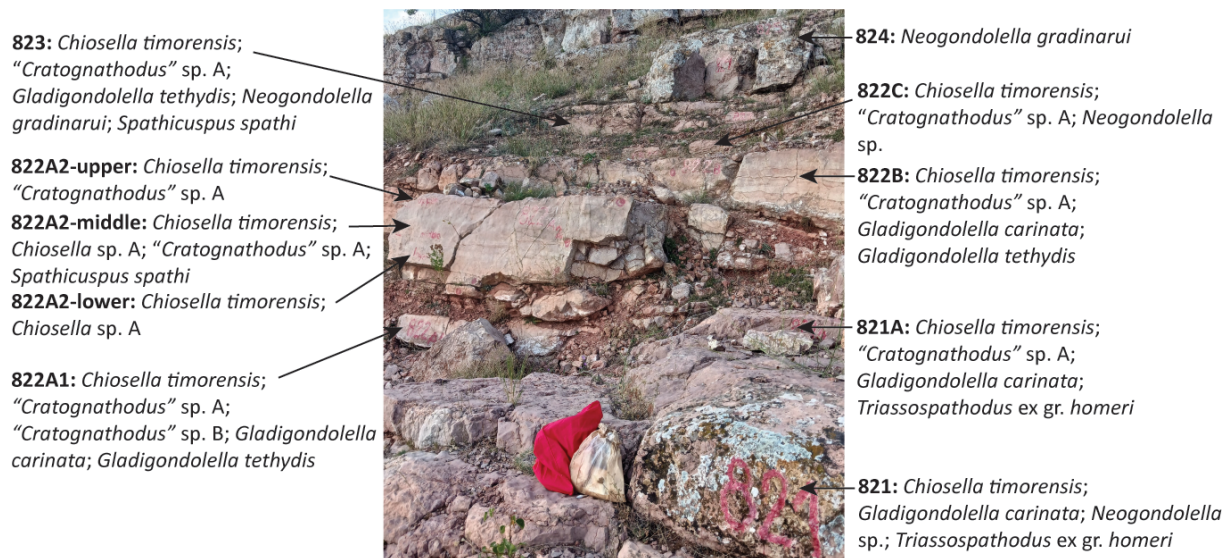 823: Chiosella timorensis;
“Cratognathodus” sp. A;
Gladigondolella tethydis; Neogondolella
gradinarui; Spathicuspus spathi
822A2-upper: Chiosella timorensis;
“Cratognathodus” sp. A
822A2-middle: Chiosella timorensis;
Chiosella sp. A; “Cratognathodus” sp. A;
Spathicuspus spathi
822A2-lower: Chiosella timorensis;
Chiosella sp. A
822A1: Chiosella timorensis;
“Cratognathodus” sp. A;
“Cratognathodus” sp. B; Gladigondolella
carinata; Gladigondolella tethydis
824: Neogondolella gradinarui
822C: Chiosella timorensis;
“Cratognathodus” sp. A; Neogondolella
sp.
822B: Chiosella timorensis;
“Cratognathodus” sp. A;
Gladigondolella carinata;
Gladigondolella tethydis
821A: Chiosella timorensis;
“Cratognathodus” sp. A;
Gladigondolella carinata;
Triassospathodus ex gr. homeri
821: Chiosella timorensis;
Gladigondolella carinata; Neogondolella
sp.; Triassospathodus ex gr. homeri
821